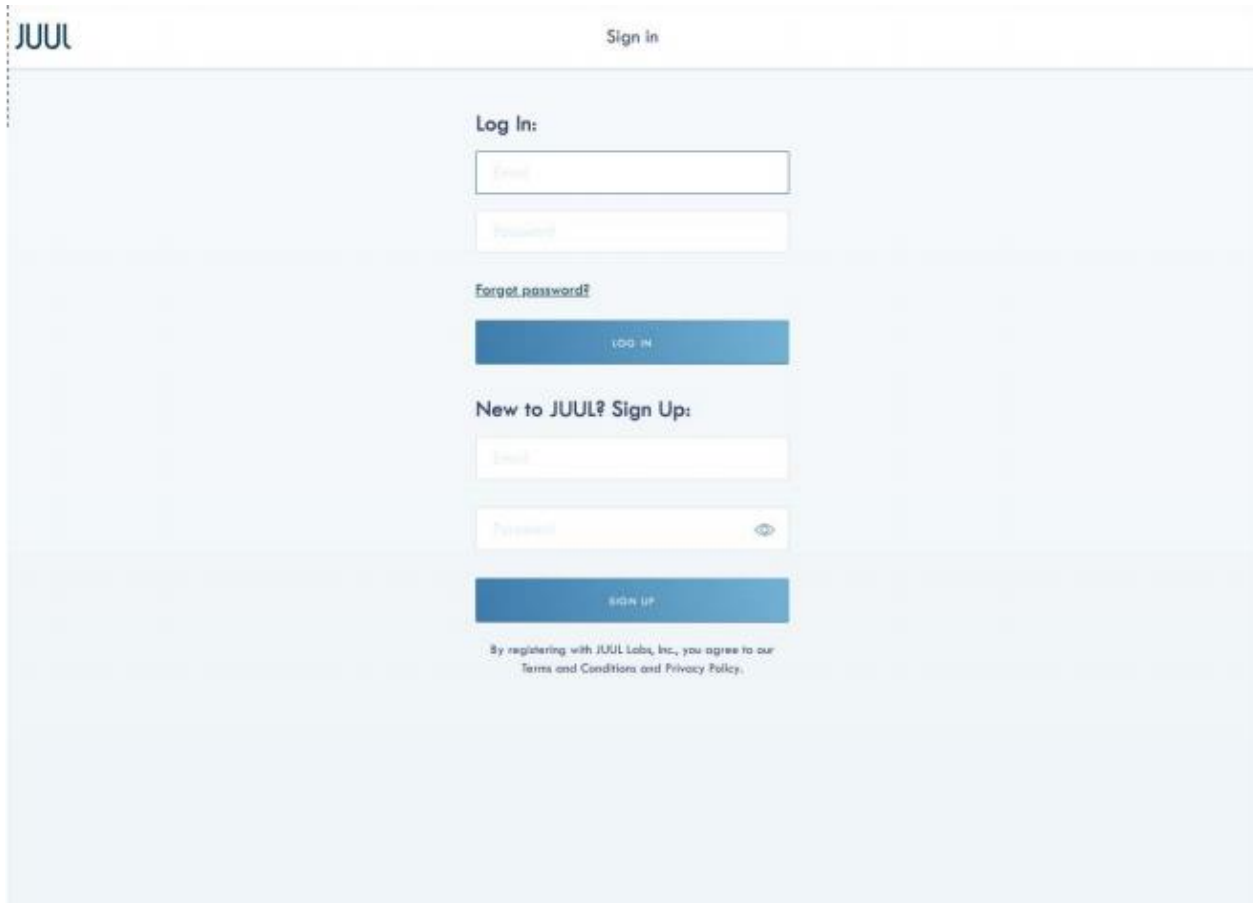 JUUL
Sign in
Log In:
Email
Password
Forgot password?
LOG IN
New to JUUL? Sign Up:
Email
Password
SIGN UP
By registering with JUUL Labs, Inc., you agree to our
Terms and Conditions and Privacy Policy.